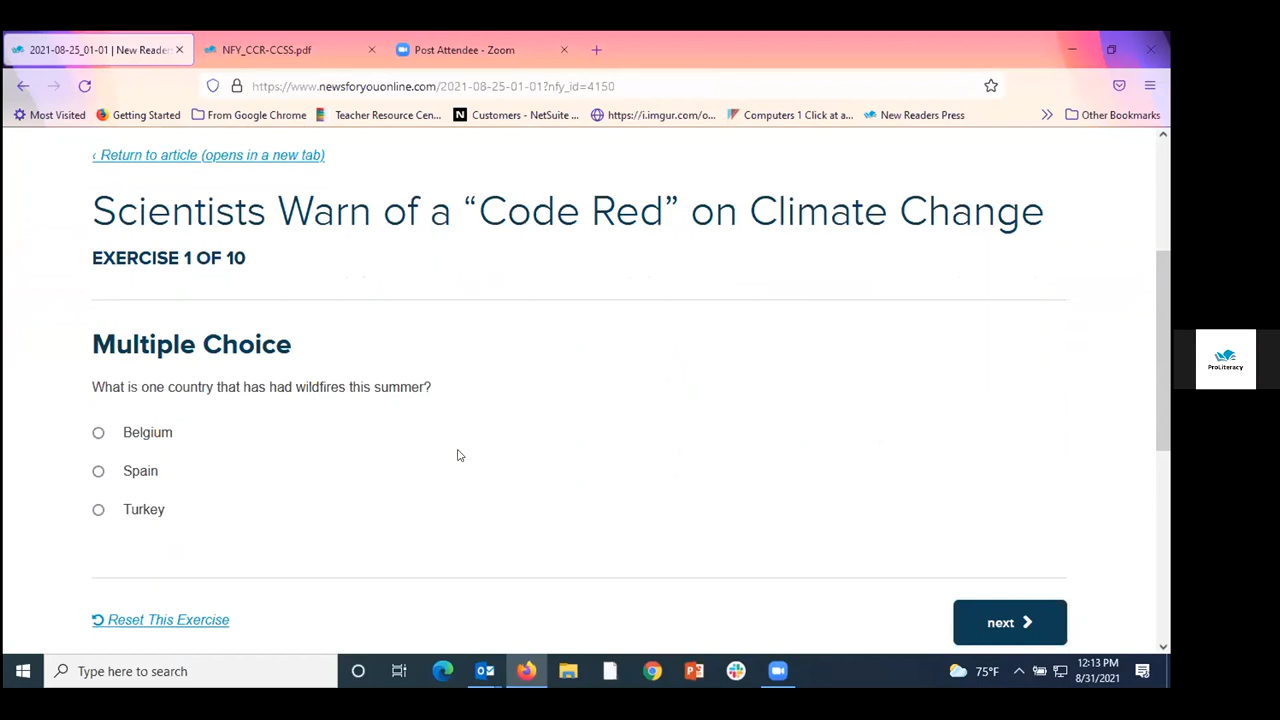 2021-08-25_01-01 | New Reader
NFY_CCR-CCSS.pdf
Post Attendee - Zoom
https://www.newsforyouonline.com/2021-08-25-01-01?nfy_id=4150
Most Visited
Getting Started
From Google Chrome
Teacher Resource Cen...
Customers - NetSuite ...
https://i.imgur.com/o...
Computers 1 Click at a...
New Readers Press
Other Bookmarks
‹ Return to article (opens in a new tab)
Scientists Warn of a “Code Red” on Climate Change
EXERCISE 1 OF 10
Multiple Choice
What is one country that has had wildfires this summer?
Belgium
Spain
Turkey
Reset This Exercise
next
ProLiteracy
Type here to search
75°F
12:13 PM
8/31/2021